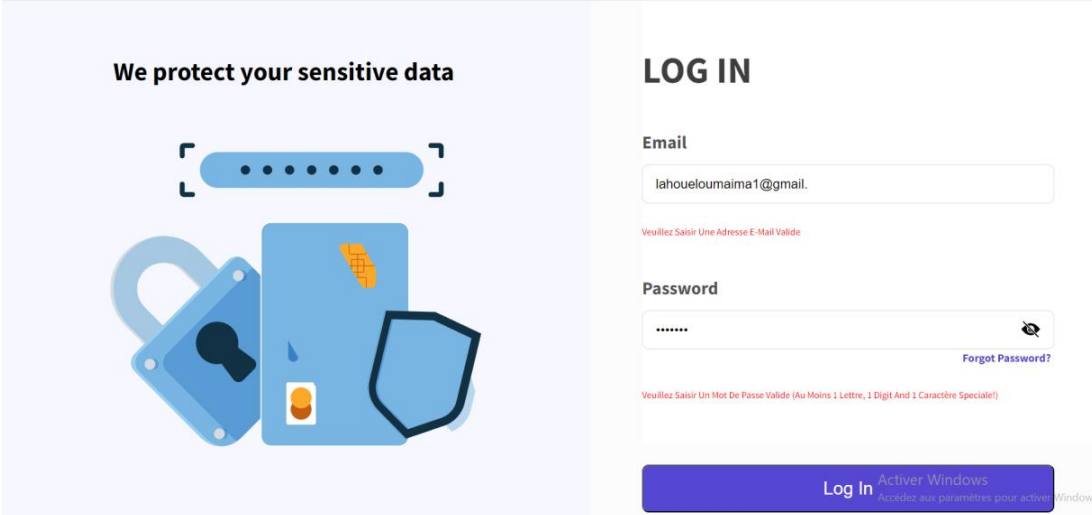 We protect your sensitive data
LOG IN
Email
lahoueloumaima1@gmail.
Veuillez Saisir Une Adresse E-Mail Valide
Password
•••••••
Forgot Password?
Veuillez Saisir Un Mot De Passe Valide (Au Moins 1 Lettre, 1 Digit And 1 Caractère Speciale!)
Log In
Activer Windows
Accédez aux paramètres pour activer Window